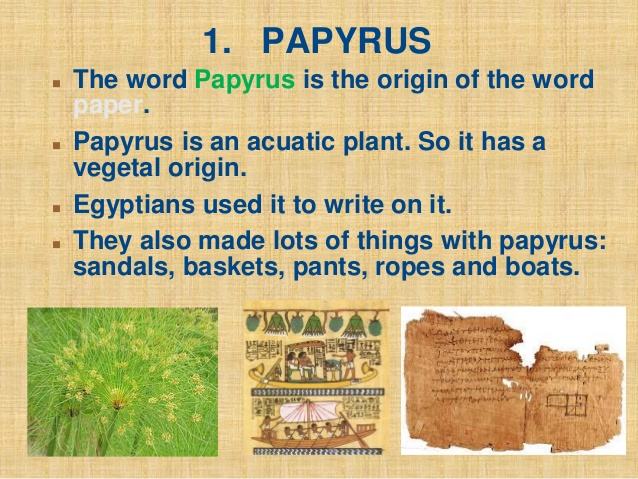 1. PAPYRUS
The word Papyrus is the origin of the word
paper.
Papyrus is an acuatic plant. So it has a
vegetal origin.
Egyptians used it to write on it.
They also made lots of things with papyrus:
sandals, baskets, pants, ropes and boats.